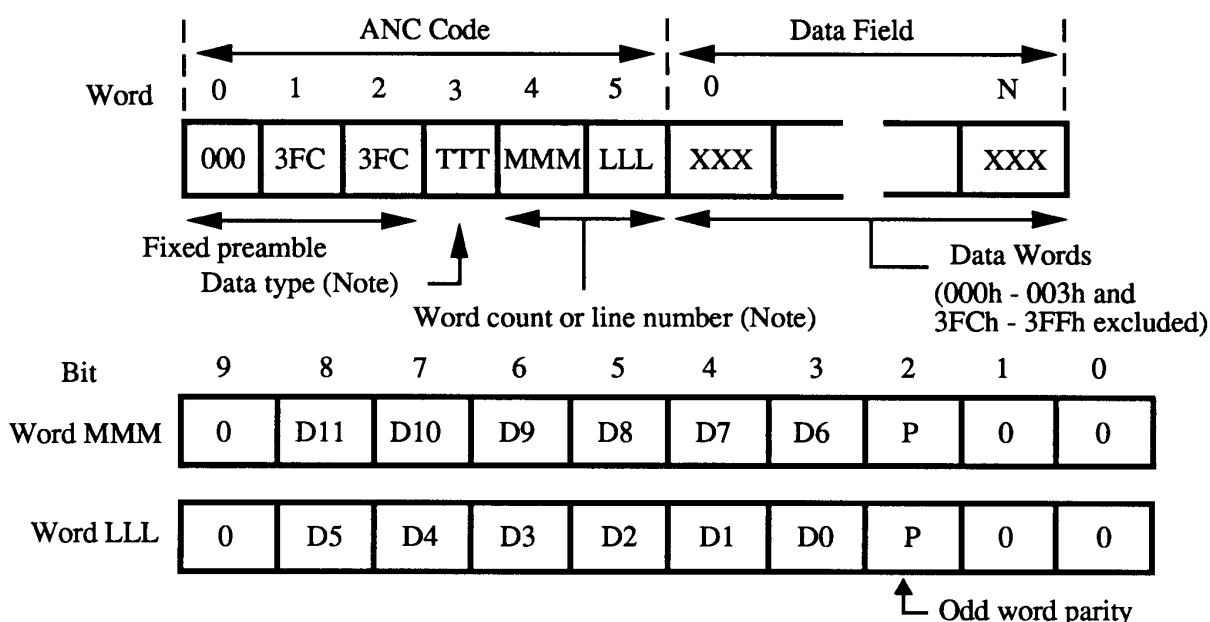 ANC Code Data Field
Word 0 1 2 3 4 5 0 N
000 3FC 3FC TTT MMM LLL XXX XXX
Fixed preamble
Data type (Note)
Word count or line number (Note)
Data Words
(000h - 003h and
3FCh - 3FFh excluded)
Bit 9 8 7 6 5 4 3 2 1 0
Word MMM 0 D11 D10 D9 D8 D7 D6 P 0 0
Word LLL 0 D5 D4 D3 D2 D1 D0 P 0 0
Odd word parity